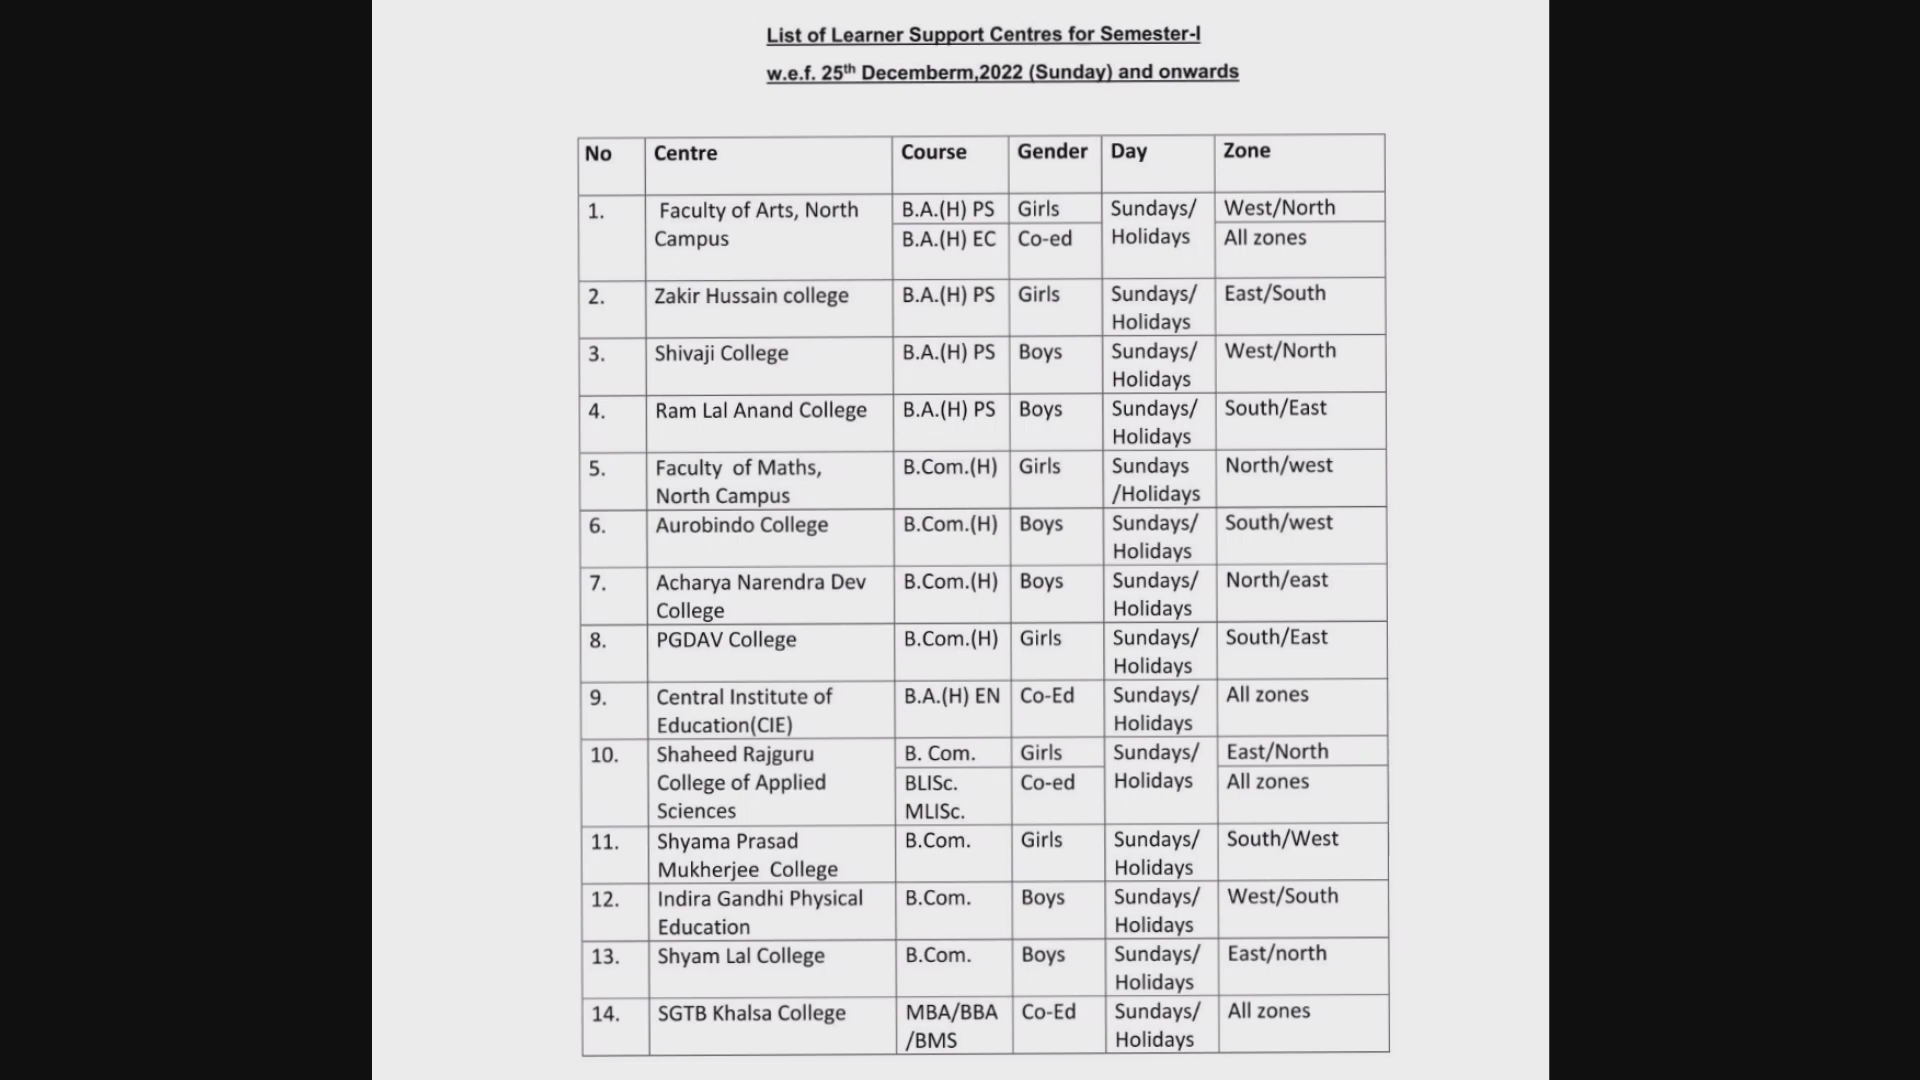 List of Learner Support Centres for Semester-I
w.e.f. 25th Decemberm,2022 (Sunday) and onwards
No Centre Course Gender Day Zone
1. Faculty of Arts, North B.A.(H) PS Girls Sundays/ West/North
Campus B.A.(H) EC Co-ed Holidays All zones
2. Zakir Hussain college B.A.(H) PS Girls Sundays/ East/South
Holidays
3. Shivaji College B.A.(H) PS Boys Sundays/ West/North
Holidays
4. Ram Lal Anand College B.A.(H) PS Boys Sundays/ South/East
Holidays
5. Faculty of Maths, B.Com.(H) Girls Sundays North/west
North Campus /Holidays
6. Aurobindo College B.Com.(H) Boys Sundays/ South/west
Holidays
7. Acharya Narendra Dev B.Com.(H) Boys Sundays/ North/east
College Holidays
8. PGDAV College B.Com.(H) Girls Sundays/ South/East
Holidays
9. Central Institute of B.A.(H) EN Co-Ed Sundays/ All zones
Education(CIE) Holidays
10. Shaheed Rajguru B. Com. Girls Sundays/ East/North
College of Applied BLISc. Co-ed Holidays All zones
Sciences MLISc.
11. Shyama Prasad B.Com. Girls Sundays/ South/West
Mukherjee College Holidays
12. Indira Gandhi Physical B.Com. Boys Sundays/ West/South
Education Holidays
13. Shyam Lal College B.Com. Boys Sundays/ East/north
Holidays
14. SGTB Khalsa College MBA/BBA Co-Ed Sundays/ All zones
/BMS Holidays